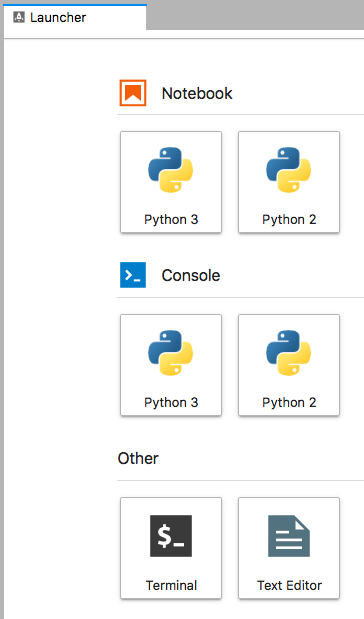 Launcher
Notebook
Python 3 Python 2
Console
Python 3 Python 2
Other
$_
Terminal Text Editor